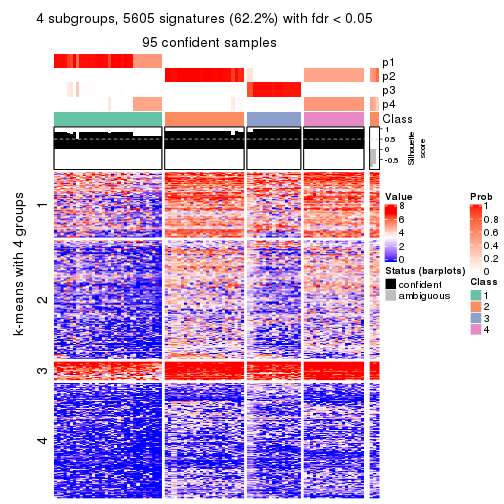 4 subgroups, 5605 signatures (62.2%) with fdr < 0.05
95 confident samples
p1
p2
p3
p4
Class
1
0.5
0
-0.5
Silhouette
score
k-means with 4 groups
1
2
3
4
Value
8
6
4
2
0
Status (barplots)
confident
ambiguous
Prob
1
0.8
0.6
0.4
0.2
0
Class
1
2
3
4